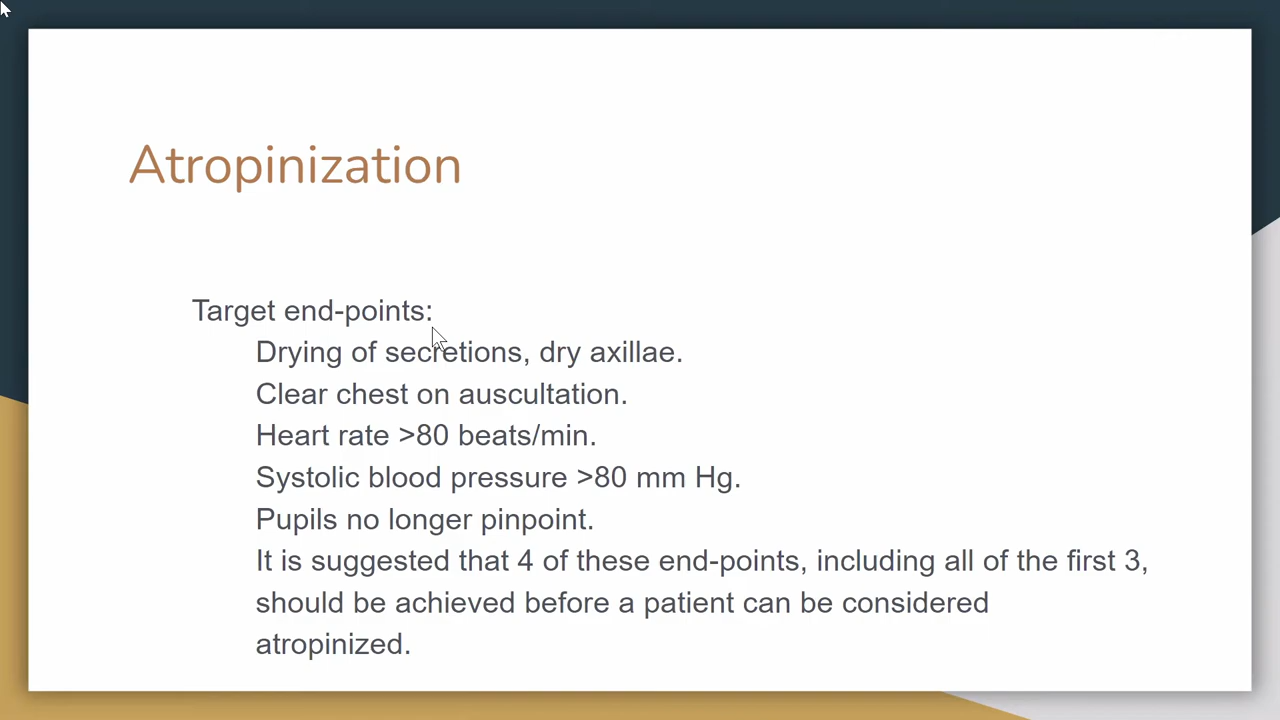 Atropinization
Target end-points:
Drying of secretions, dry axillae.
Clear chest on auscultation.
Heart rate >80 beats/min.
Systolic blood pressure >80 mm Hg.
Pupils no longer pinpoint.
It is suggested that 4 of these end-points, including all of the first 3,
should be achieved before a patient can be considered
atropinized.